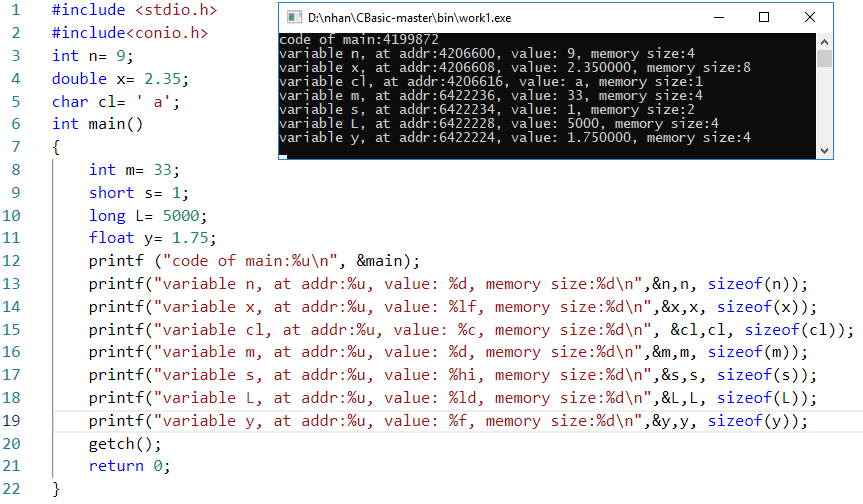 1 #include <stdio.h>
2 #include<conio.h>
3 int n= 9;
4 double x= 2.35;
5 char cl= ' a';
6 int main()
7 {
8 int m= 33;
9 short s= 1;
10 long L= 5000;
11 float y= 1.75;
12 printf ("code of main:%u\n", &main);
13 printf("variable n, at addr:%u, value: %d, memory size:%d\n",&n,n, sizeof(n));
14 printf("variable x, at addr:%u, value: %lf, memory size:%d\n",&x,x, sizeof(x));
15 printf("variable cl, at addr:%u, value: %c, memory size:%d\n", &cl,cl, sizeof(cl));
16 printf("variable m, at addr:%u, value: %d, memory size:%d\n",&m,m, sizeof(m));
17 printf("variable s, at addr:%u, value: %hi, memory size:%d\n",&s,s, sizeof(s));
18 printf("variable L, at addr:%u, value: %ld, memory size:%d\n",&L,L, sizeof(L));
19 printf("variable y, at addr:%u, value: %f, memory size:%d\n",&y,y, sizeof(y));
20 getch();
21 return 0;
22 }
D:\nhan\CBasic-master\bin\work1.exe
code of main:4199872
variable n, at addr:4206600, value: 9, memory size:4
variable x, at addr:4206608, value: 2.350000, memory size:8
variable cl, at addr:4206616, value: a, memory size:1
variable m, at addr:6422236, value: 33, memory size:4
variable s, at addr:6422234, value: 1, memory size:2
variable L, at addr:6422228, value: 5000, memory size:4
variable y, at addr:6422224, value: 1.750000, memory size:4